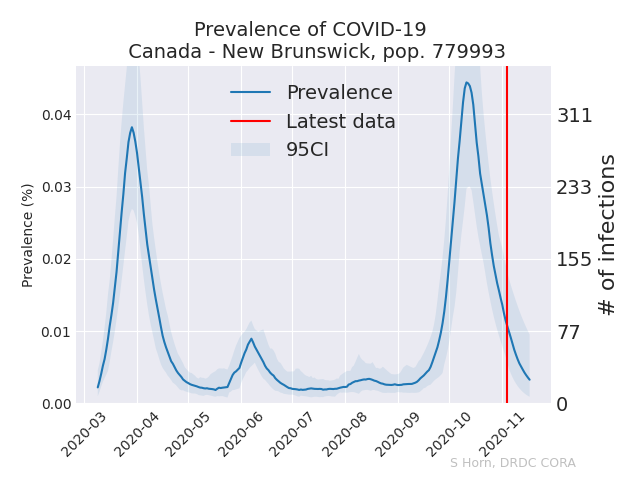 Prevalence of COVID-19
Canada - New Brunswick, pop. 779993
Prevalence
Latest data
95CI
Prevalence (%)
0.04
0.03
0.02
0.01
0.00
311
233
155
77
0
# of infections
2020-03
2020-04
2020-05
2020-06
2020-07
2020-08
2020-09
2020-10
2020-11
S Horn, DRDC CORA